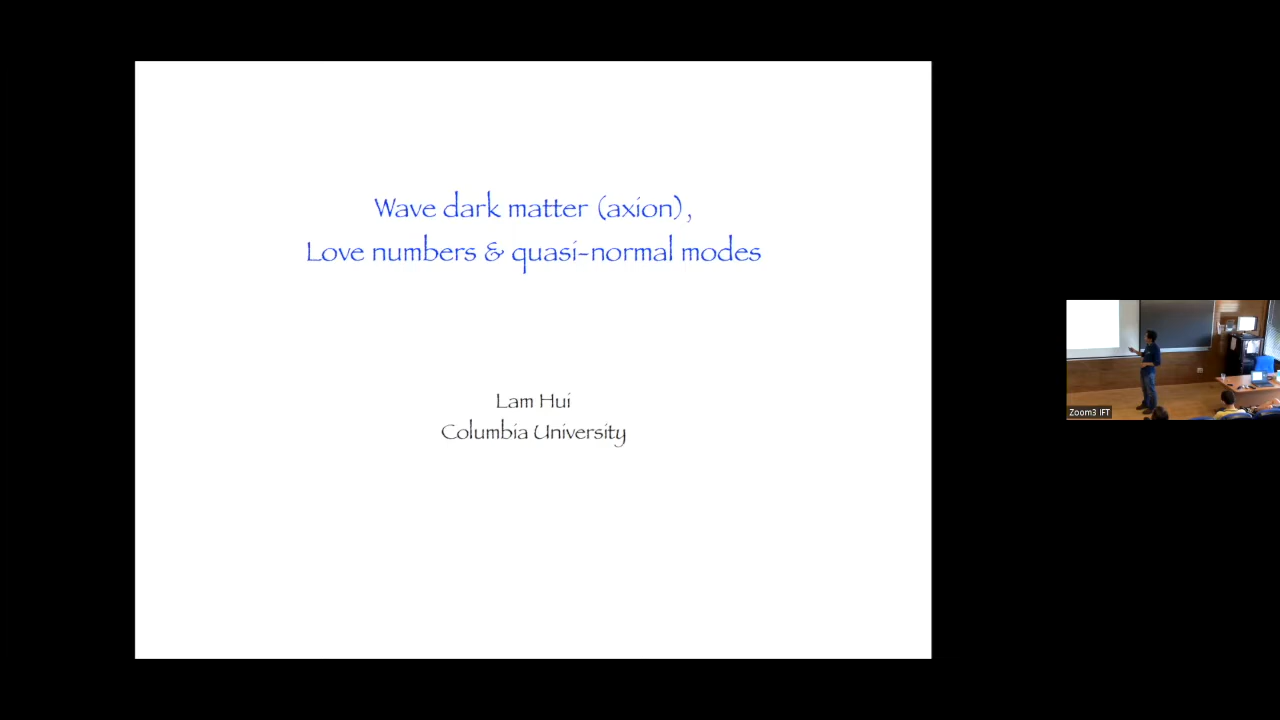 Wave dark matter (axion),
Love numbers & quasi-normal modes
Lam Hui
Columbia University
Zoom3 IFT